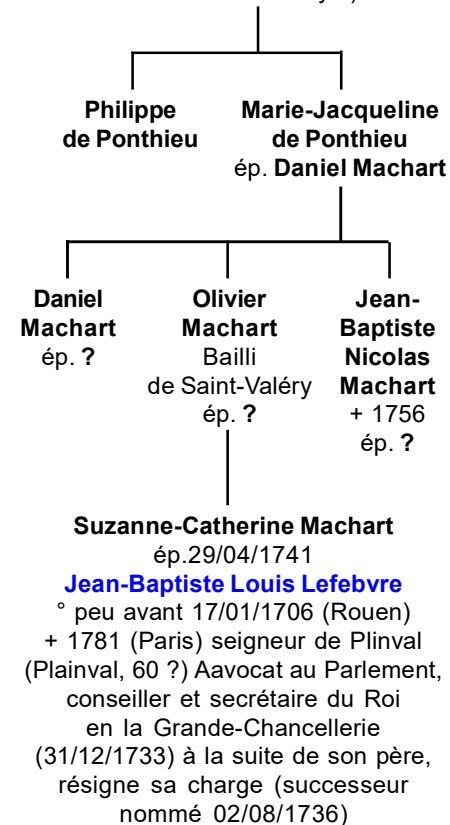 Philippe
de Ponthieu
Marie-Jacqueline
de Ponthieu
ép. Daniel Machart
Daniel
Machart
ép. ?
Olivier
Machart
Bailli
de Saint-Valéry
ép. ?
Jean-
Baptiste
Nicolas
Machart
+ 1756
ép. ?
Suzanne-Catherine Machart
ép.29/04/1741
Jean-Baptiste Louis Lefebvre
° peu avant 17/01/1706 (Rouen)
+ 1781 (Paris) seigneur de Plinval
(Plainval, 60 ?) Aavocat au Parlement,
conseiller et secrétaire du Roi
en la Grande-Chancellerie
(31/12/1733) à la suite de son père,
résigne sa charge (successeur
nommé 02/08/1736)